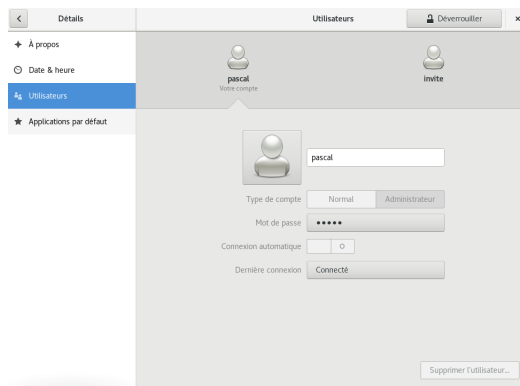 Détails
Utilisateurs
Déverrouiller
À propos
Date & heure
Utilisateurs
Applications par défaut
pascal
Votre compte
invite
pascal
Type de compte
Normal
Administrateur
Mot de passe
Connexion automatique
Dernière connexion
Connecté
Supprimer l'utilisateur...